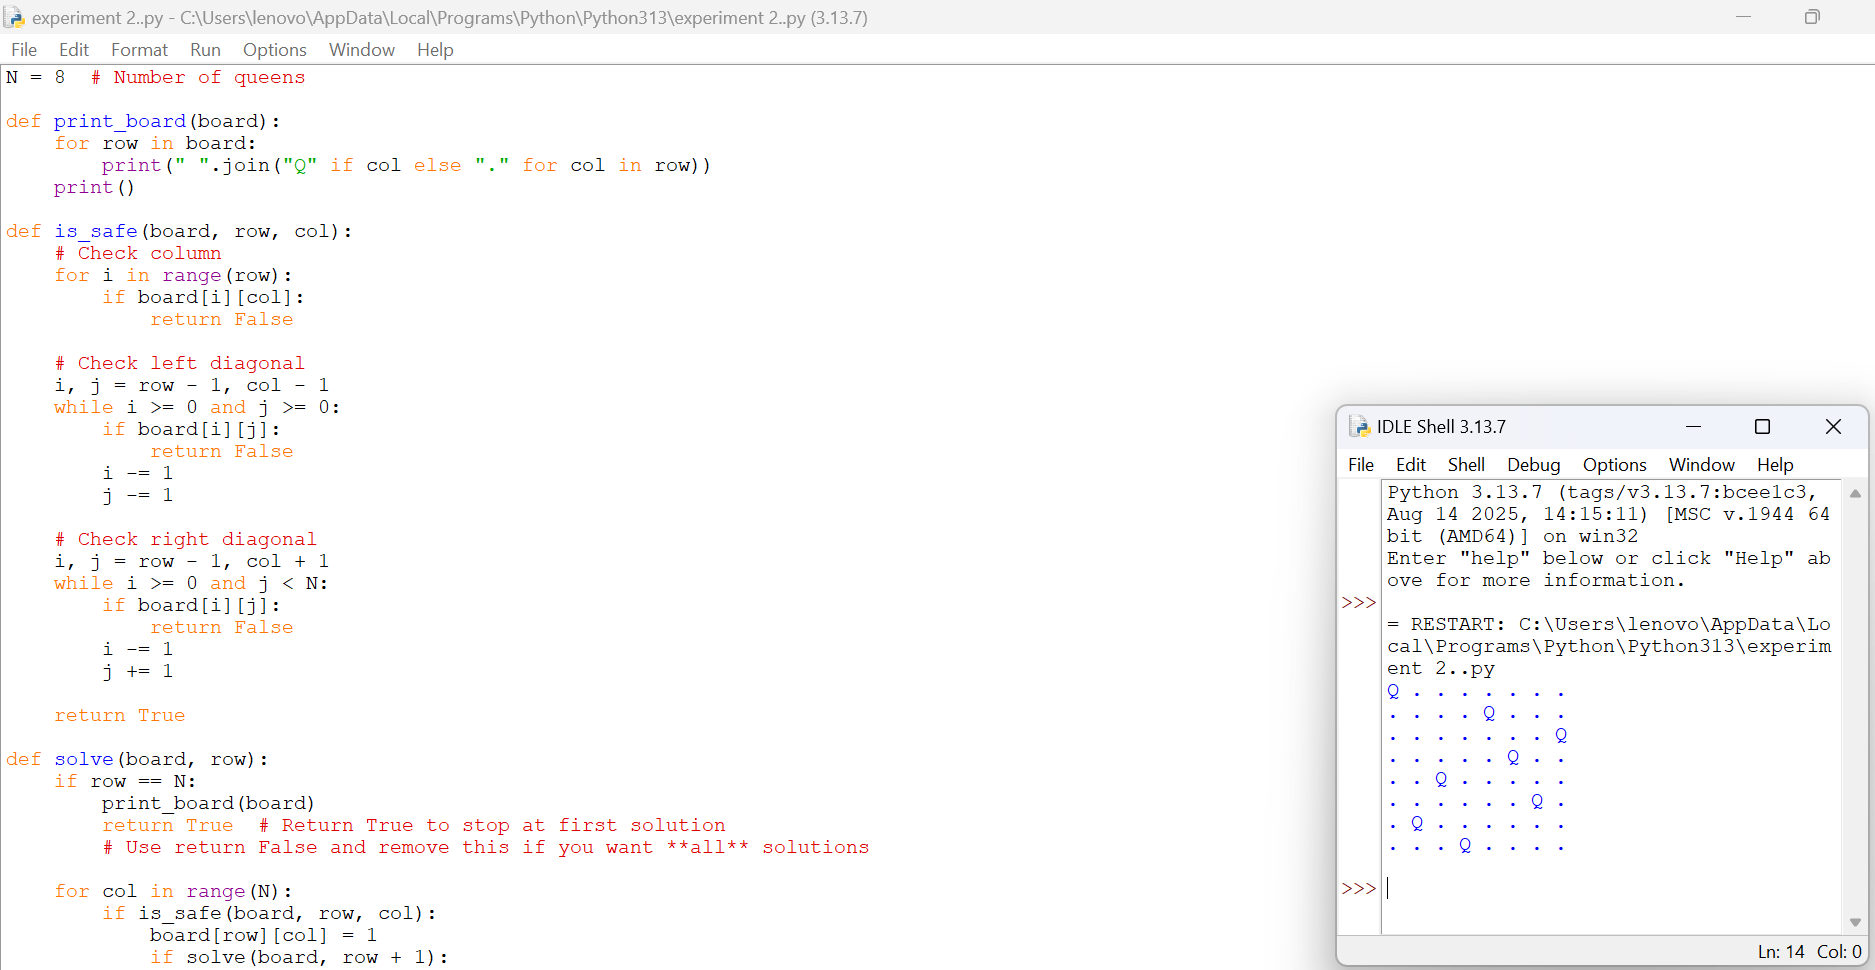 experiment 2..py - C:\Users\lenovo\AppData\Local\Programs\Python\Python313\experiment 2..py (3.13.7)
File Edit Format Run Options Window Help
N = 8  # Number of queens

def print_board(board):
    for row in board:
        print(" ".join("Q" if col else "." for col in row))
    print()

def is_safe(board, row, col):
    # Check column
    for i in range(row):
        if board[i][col]:
            return False

    # Check left diagonal
    i, j = row - 1, col - 1
    while i >= 0 and j >= 0:
        if board[i][j]:
            return False
        i -= 1
        j -= 1

    # Check right diagonal
    i, j = row - 1, col + 1
    while i >= 0 and j < N:
        if board[i][j]:
            return False
        i -= 1
        j += 1

    return True

def solve(board, row):
    if row == N:
        print_board(board)
        return True  # Return True to stop at first solution
        # Use return False and remove this if you want **all** solutions

    for col in range(N):
        if is_safe(board, row, col):
            board[row][col] = 1
            if solve(board, row + 1):
IDLE Shell 3.13.7
File Edit Shell Debug Options Window Help
Python 3.13.7 (tags/v3.13.7:bcee1c3,
Aug 14 2025, 14:15:11) [MSC v.1944 64
bit (AMD64)] on win32
Enter "help" below or click "Help" ab
ove for more information.
>>>
= RESTART: C:\Users\lenovo\AppData\Lo
cal\Programs\Python\Python313\experim
ent 2..py
Q . . . . . . .
. . . . Q . . .
. . . . . . . Q
. . . . . Q . .
. . Q . . . . .
. . . . . . Q .
. Q . . . . . .
. . . Q . . . .
>>>
Ln: 14 Col: 0